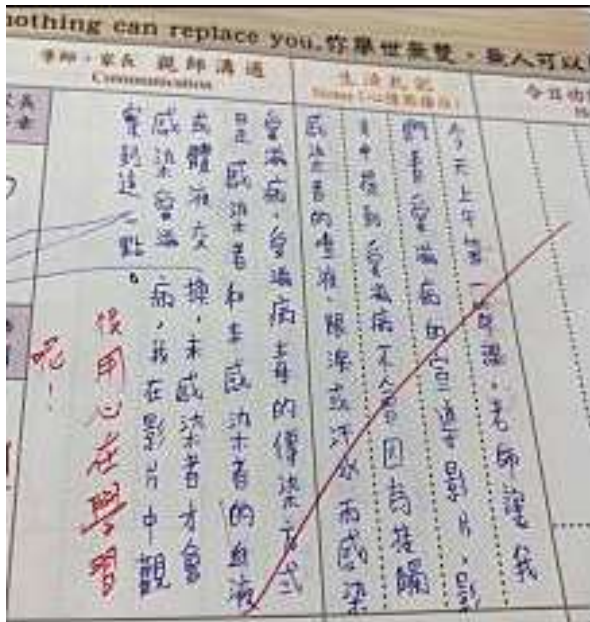 nothing can replace you.你舉世無雙,無人可以
導師、家長 親師溝通
Communication
生活札記
今天上午第一節課,老師讓我
們看愛滋病的宣導影片,影
片中提到愛滋病不會因為接觸
感染者的唾液、眼淚或汗水而感染
愛滋病,愛滋病毒的傳染方式
是感染者和未感染者的血液
或體液交換,未感染者才會
感染愛滋病,我在影片中觀
察到這一點。
很用心在學習
呢!